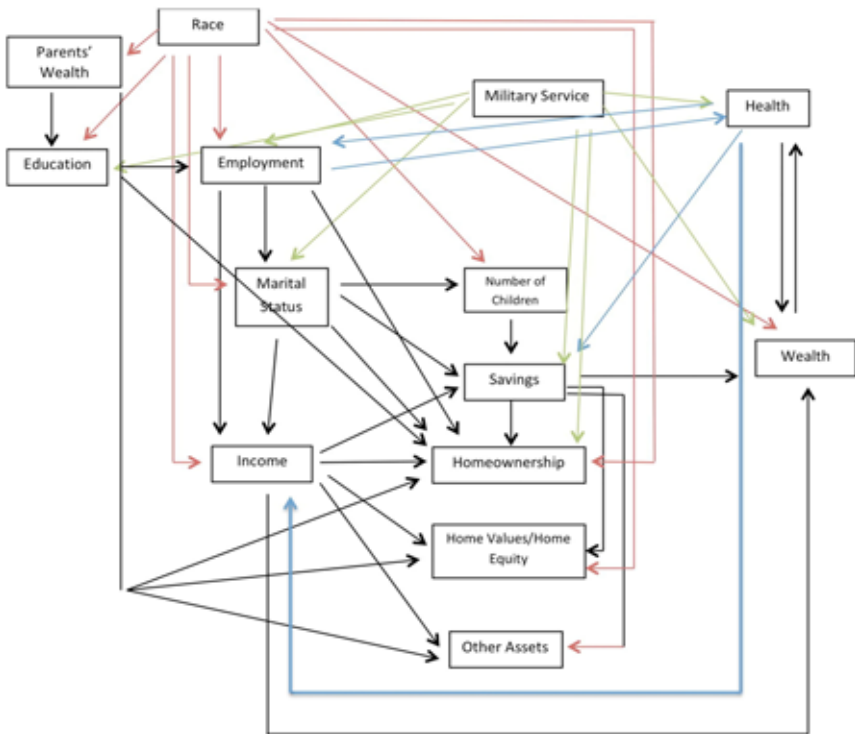 Race
Parents’
Wealth
Military Service
Health
Education
Employment
Marital
Status
Number of
Children
Wealth
Savings
Income
Homeownership
Home Values/Home
Equity
Other Assets